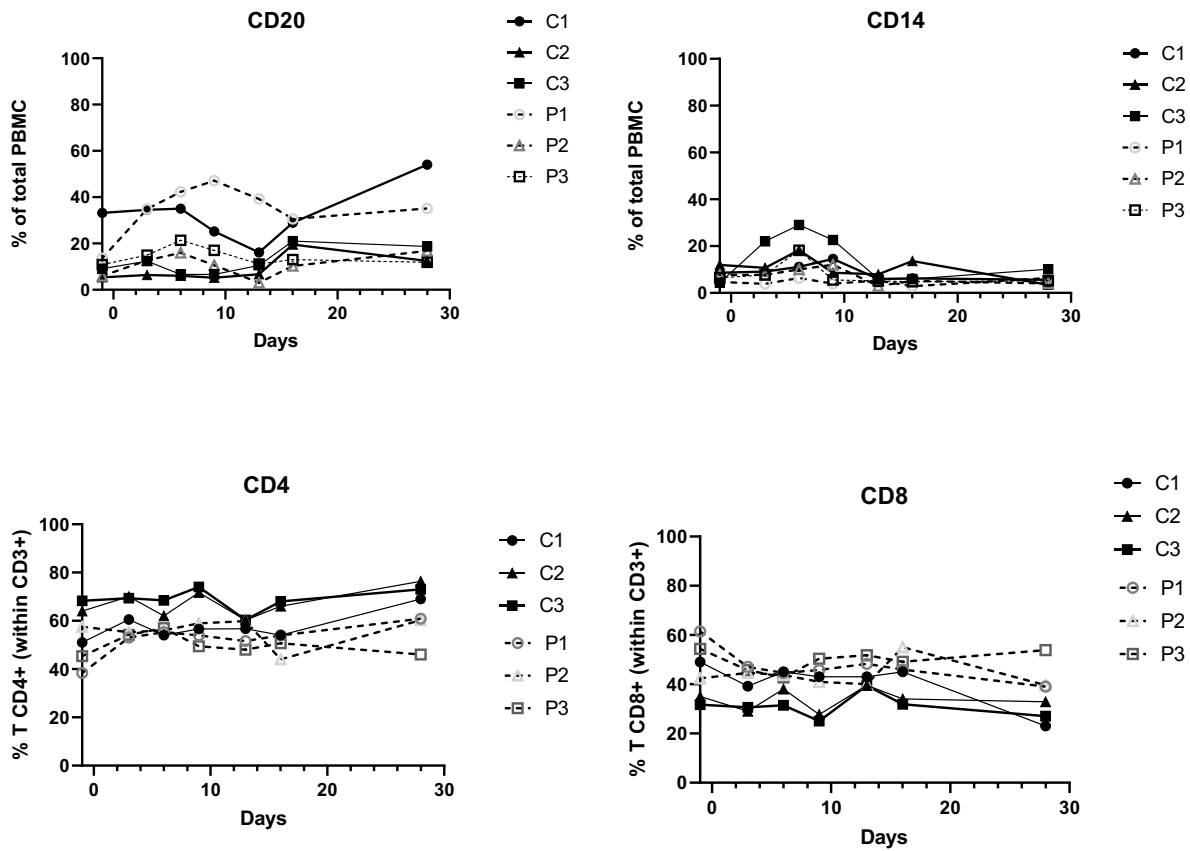 CD20
% of total PBMC
100
80
60
40
20
0
0 10 20 30
Days
C1
C2
C3
P1
P2
P3
CD14
% of total PBMC
100
80
60
40
20
0
0 10 20 30
Days
C1
C2
C3
P1
P2
P3
CD4
% T CD4+ (within CD3+)
100
80
60
40
20
0
0 10 20 30
Days
C1
C2
C3
P1
P2
P3
CD8
% T CD8+ (within CD3+)
100
80
60
40
20
0
0 10 20 30
Days
C1
C2
C3
P1
P2
P3